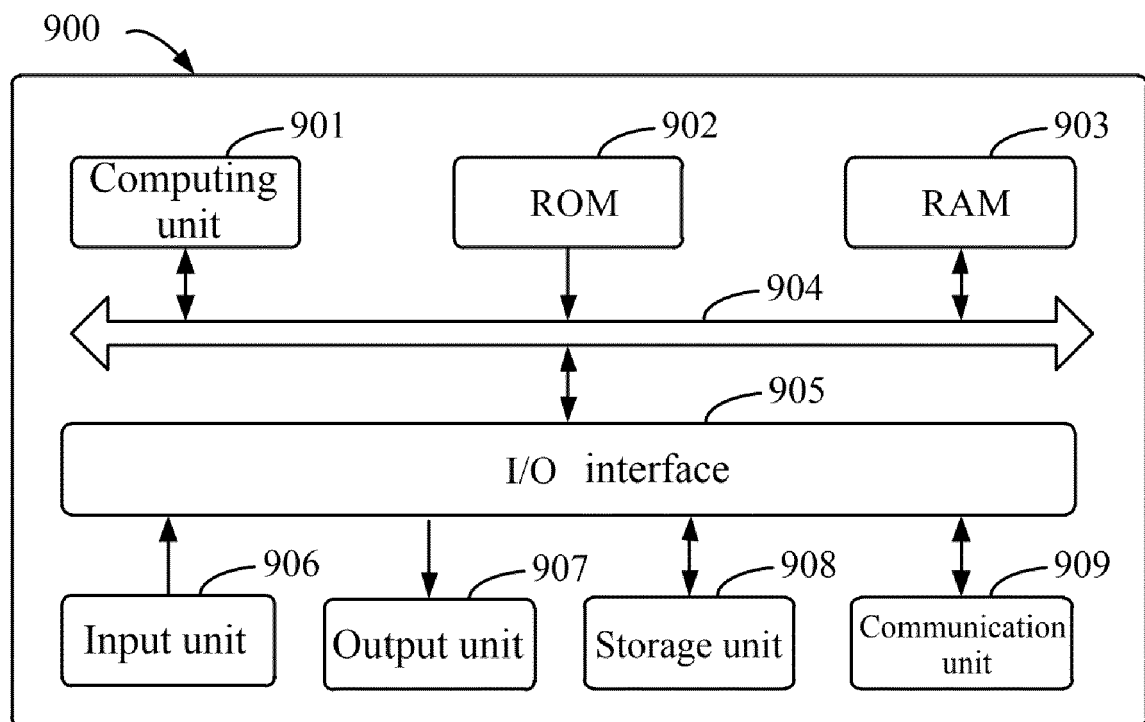 900
901
902
903
Computing
unit
ROM
RAM
904
905
I/O interface
906
907
908
909
Input unit
Output unit
Storage unit
Communication
unit